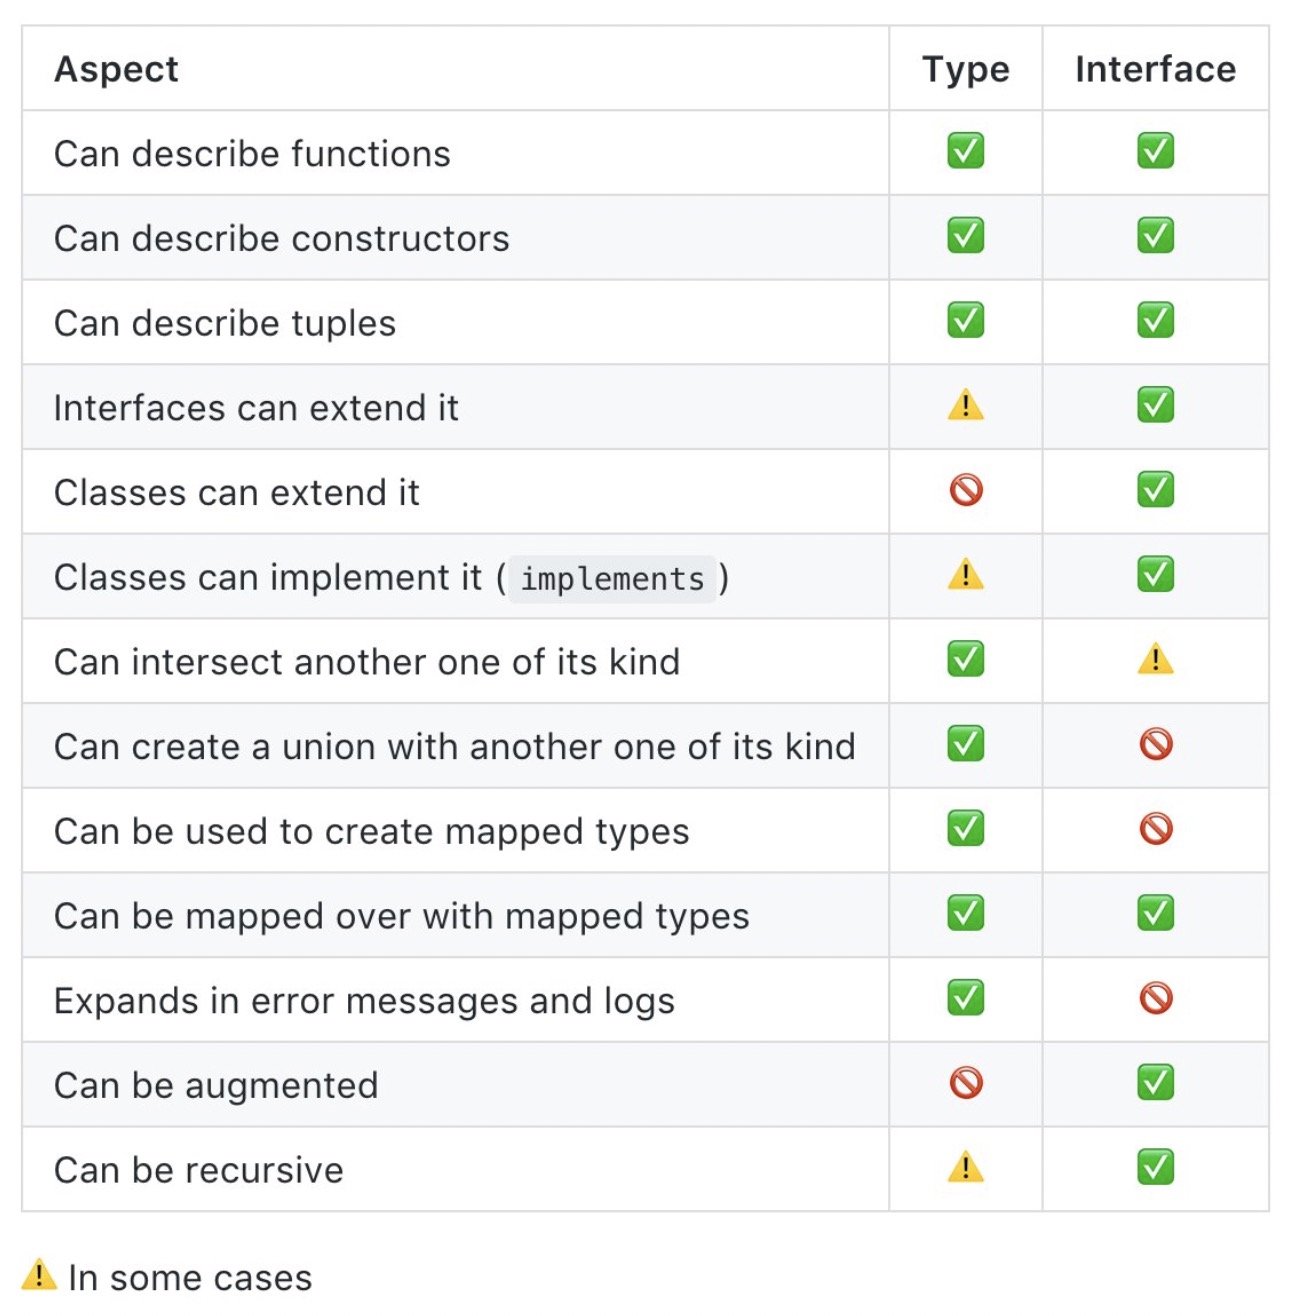 Aspect Type Interface
Can describe functions ✅ ✅
Can describe constructors ✅ ✅
Can describe tuples ✅ ✅
Interfaces can extend it ⚠️ ✅
Classes can extend it 🚫 ✅
Classes can implement it (implements) ⚠️ ✅
Can intersect another one of its kind ✅ ⚠️
Can create a union with another one of its kind ✅ 🚫
Can be used to create mapped types ✅ 🚫
Can be mapped over with mapped types ✅ ✅
Expands in error messages and logs ✅ 🚫
Can be augmented 🚫 ✅
Can be recursive ⚠️ ✅
⚠️ In some cases